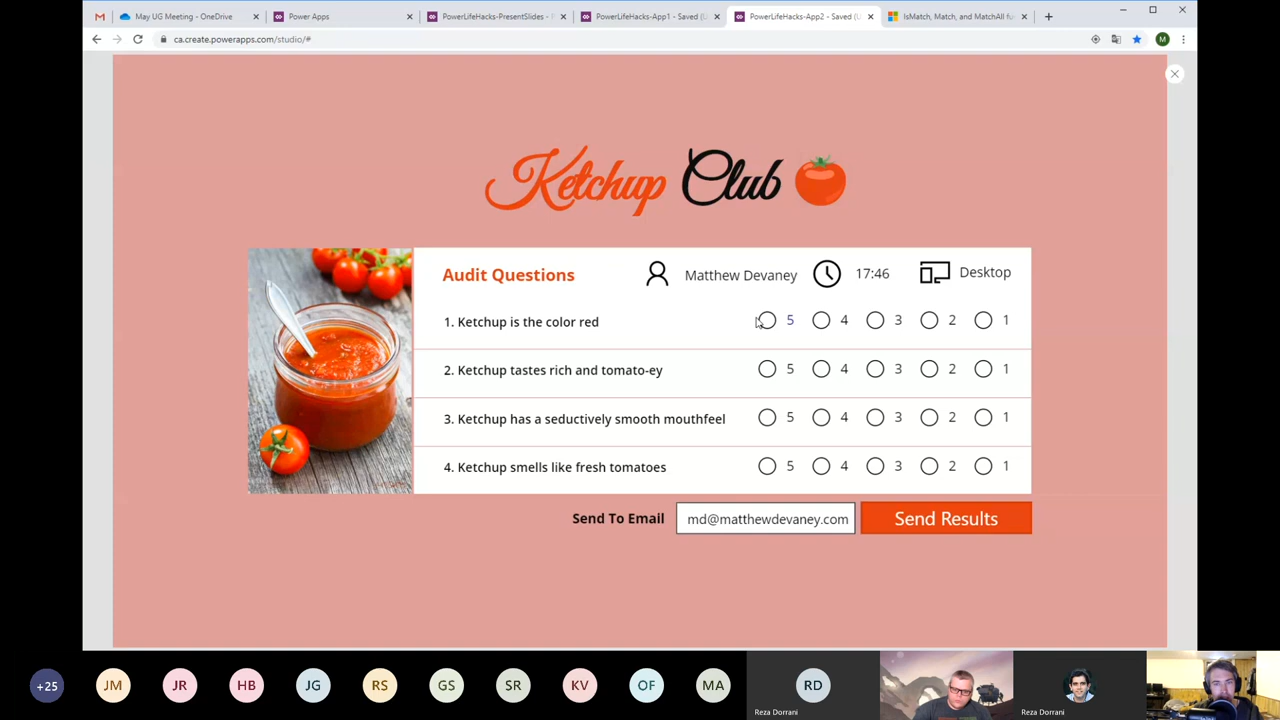 May UG Meeting - OneDrive
Power Apps
PowerLifeHacks-PresentSlides -
PowerLifeHacks-App1 - Saved (
PowerLifeHacks-App2 - Saved (
IsMatch, Match, and MatchAll fu
ca.create.powerapps.com/studio/#
M
Ketchup Club
Audit Questions
Matthew Devaney
17:46
Desktop
1. Ketchup is the color red
5 4 3 2 1
2. Ketchup tastes rich and tomato-ey
5 4 3 2 1
3. Ketchup has a seductively smooth mouthfeel
5 4 3 2 1
4. Ketchup smells like fresh tomatoes
5 4 3 2 1
Send To Email
md@matthewdevaney.com
Send Results
+25
JM
JR
HB
JG
RS
GS
SR
KV
OF
MA
RD
Reza Dorrani
Reza Dorrani